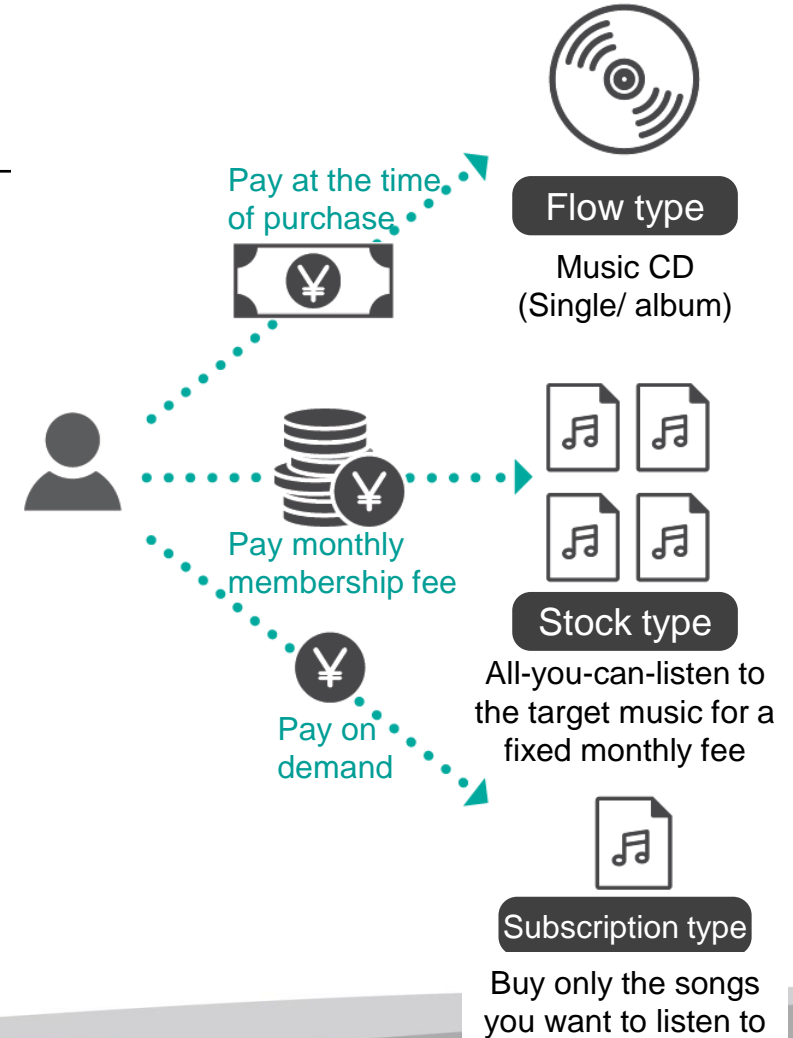 Pay at the time
of purchase
¥
Flow type
Music CD
(Single/ album)
¥
Pay monthly
membership fee
Stock type
All-you-can-listen to
the target music for a
fixed monthly fee
¥
Pay on
demand
Subscription type
Buy only the songs
you want to listen to